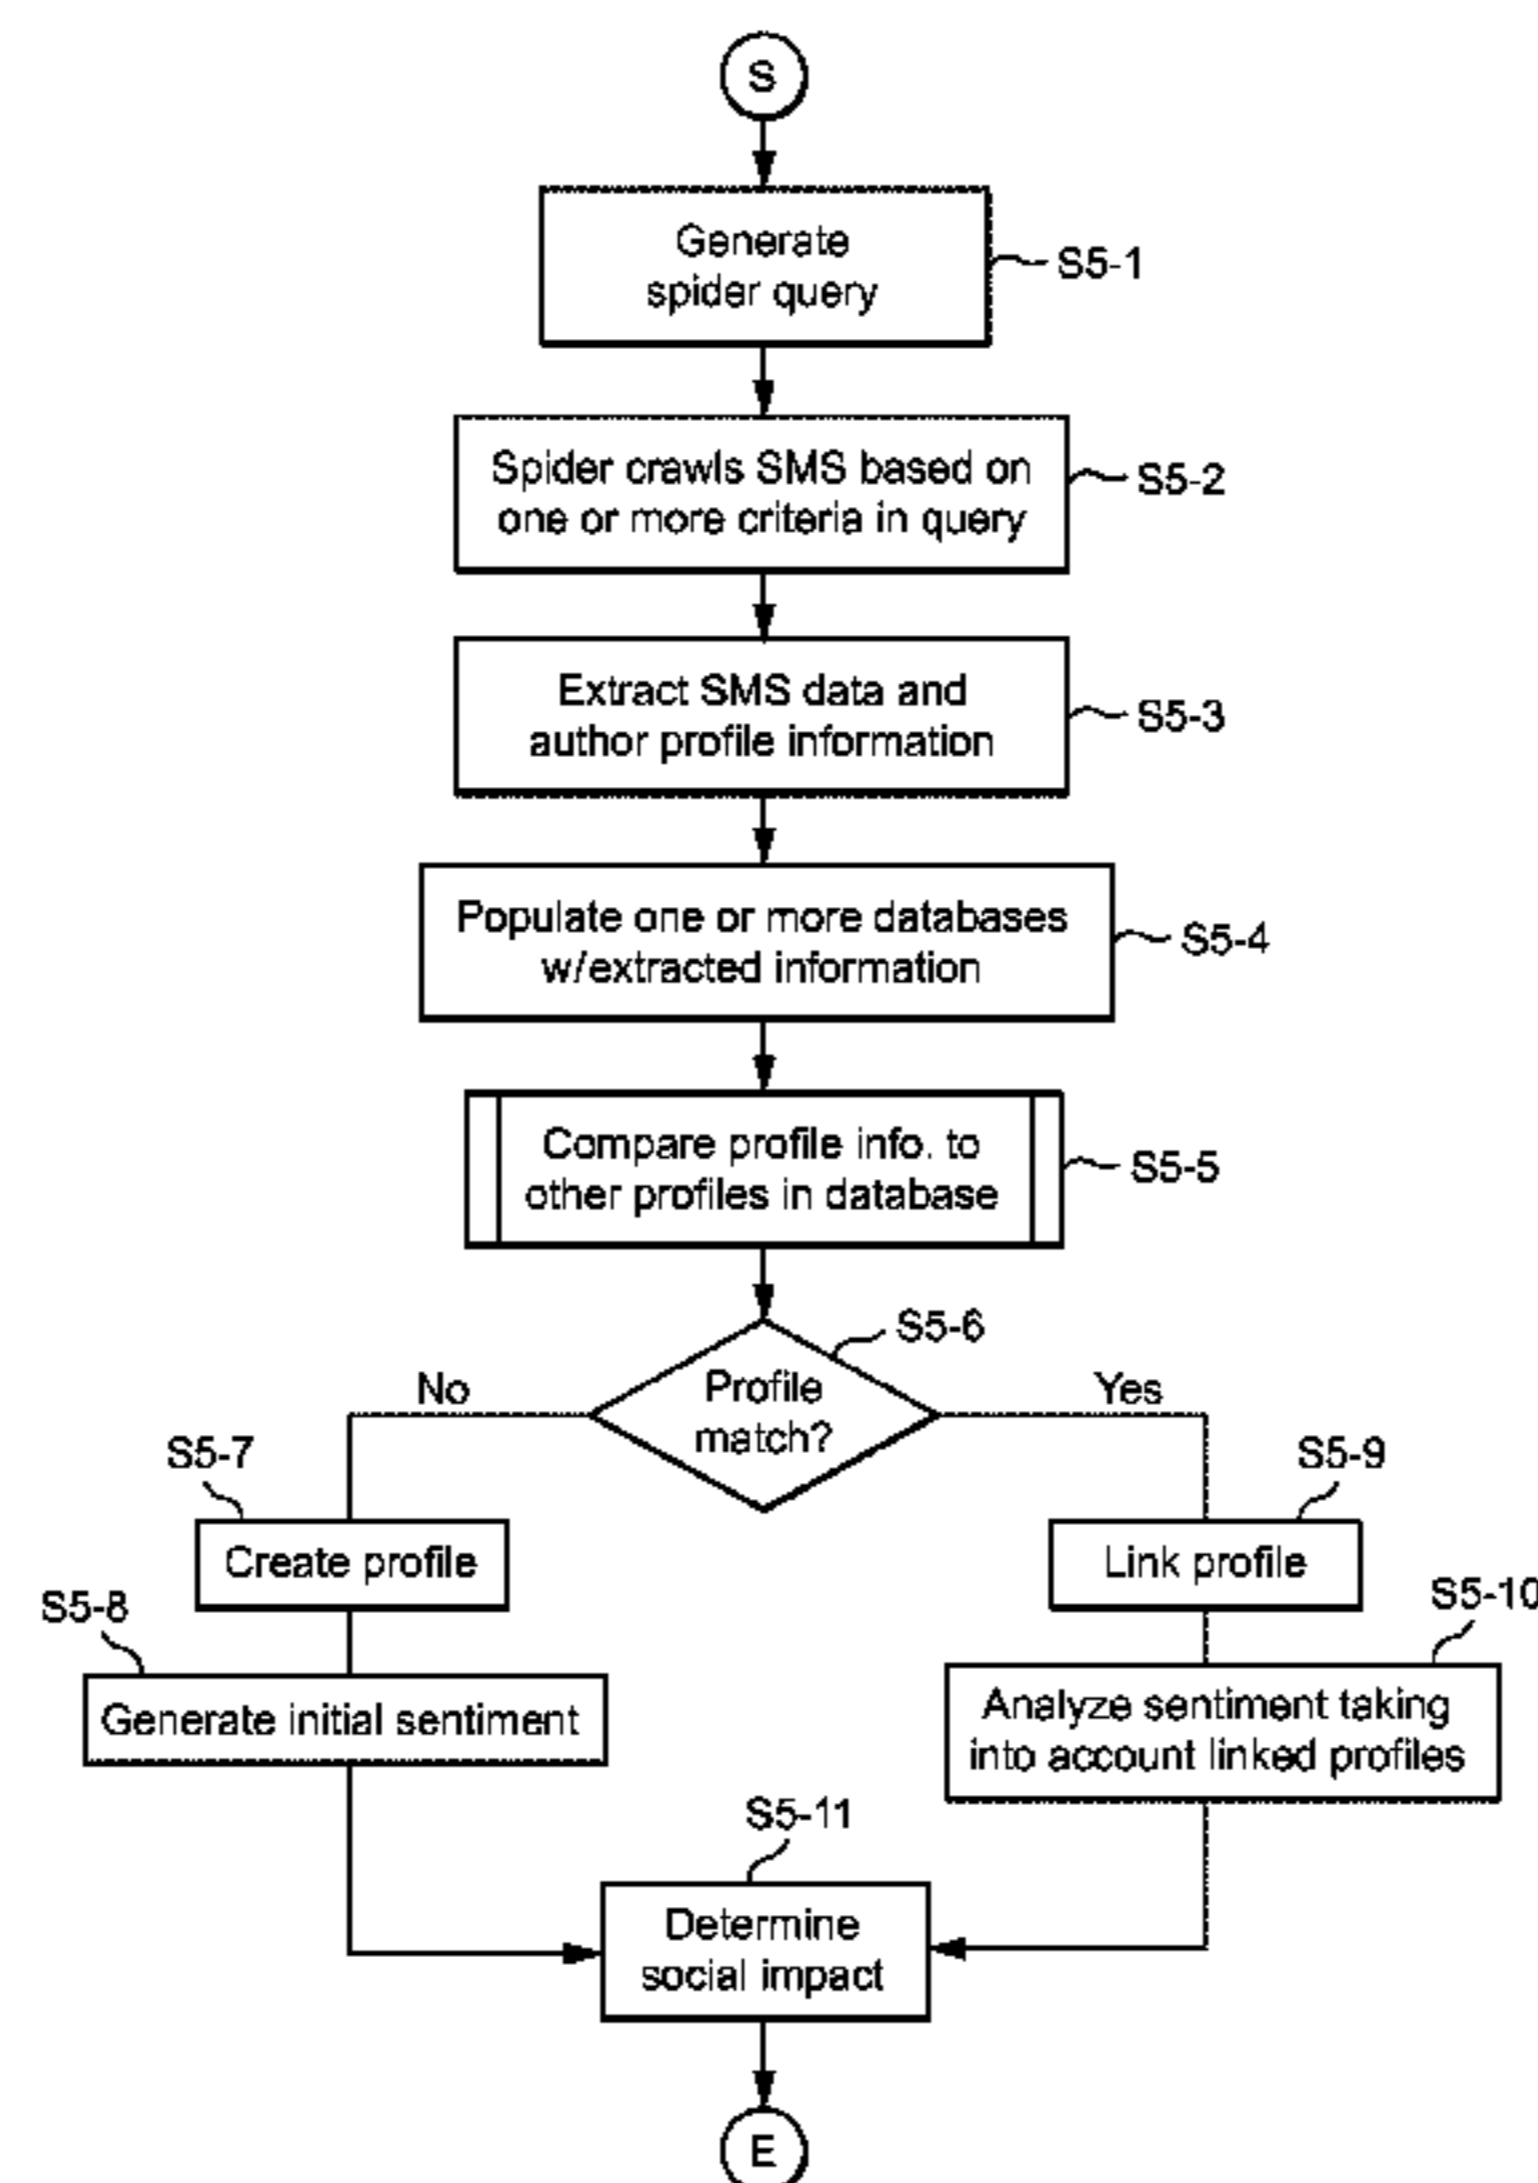 S
Generate
spider query
S5-1
Spider crawls SMS based on
one or more criteria in query
S5-2
Extract SMS data and
author profile information
S5-3
Populate one or more databases
w/extracted information
S5-4
Compare profile info. to
other profiles in database
S5-5
S5-6
Profile
match?
No
Yes
S5-7
Create profile
S5-8
Generate initial sentiment
S5-9
Link profile
S5-10
Analyze sentiment taking
into account linked profiles
S5-11
Determine
social impact
E